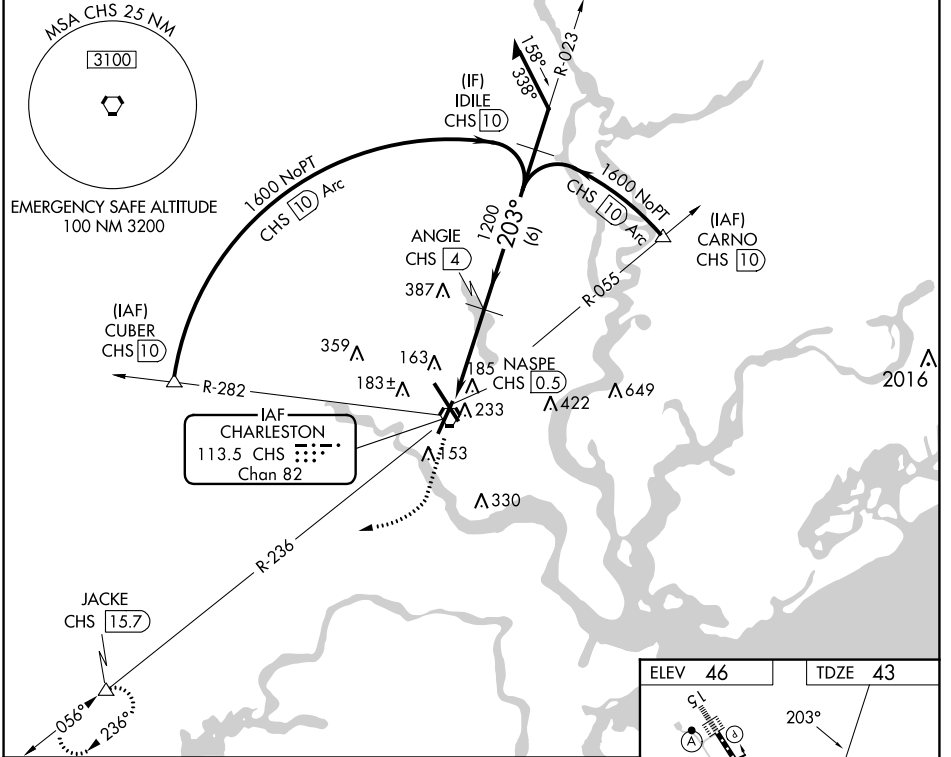 MSA CHS 25 NM
3100
EMERGENCY SAFE ALTITUDE
100 NM 3200
158°
338°
R-023
(IF)
IDILE
CHS 10
1600 NoPT
CHS 10 Arc
1600 NoPT
CHS 10 Arc
(IAF)
CARNO
CHS 10
1200
203°
(6)
ANGIE
CHS 4
R-055
387
(IAF)
CUBER
CHS 10
359
163
185
NASPE
CHS 0.5
183±
R-282
233
422
649
2016
IAF
CHARLESTON
113.5 CHS
Chan 82
153
330
R-236
JACKE
CHS 15.7
056°
236°
ELEV 46
TDZE 43
15
A
P
203°